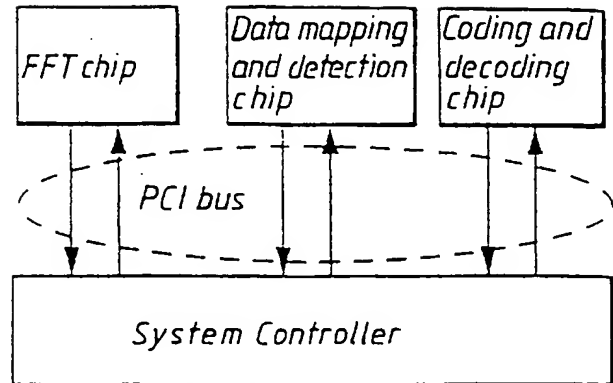 FFT chip
Data mapping
and detection
chip
Coding and
decoding
chip
PCI bus
System Controller